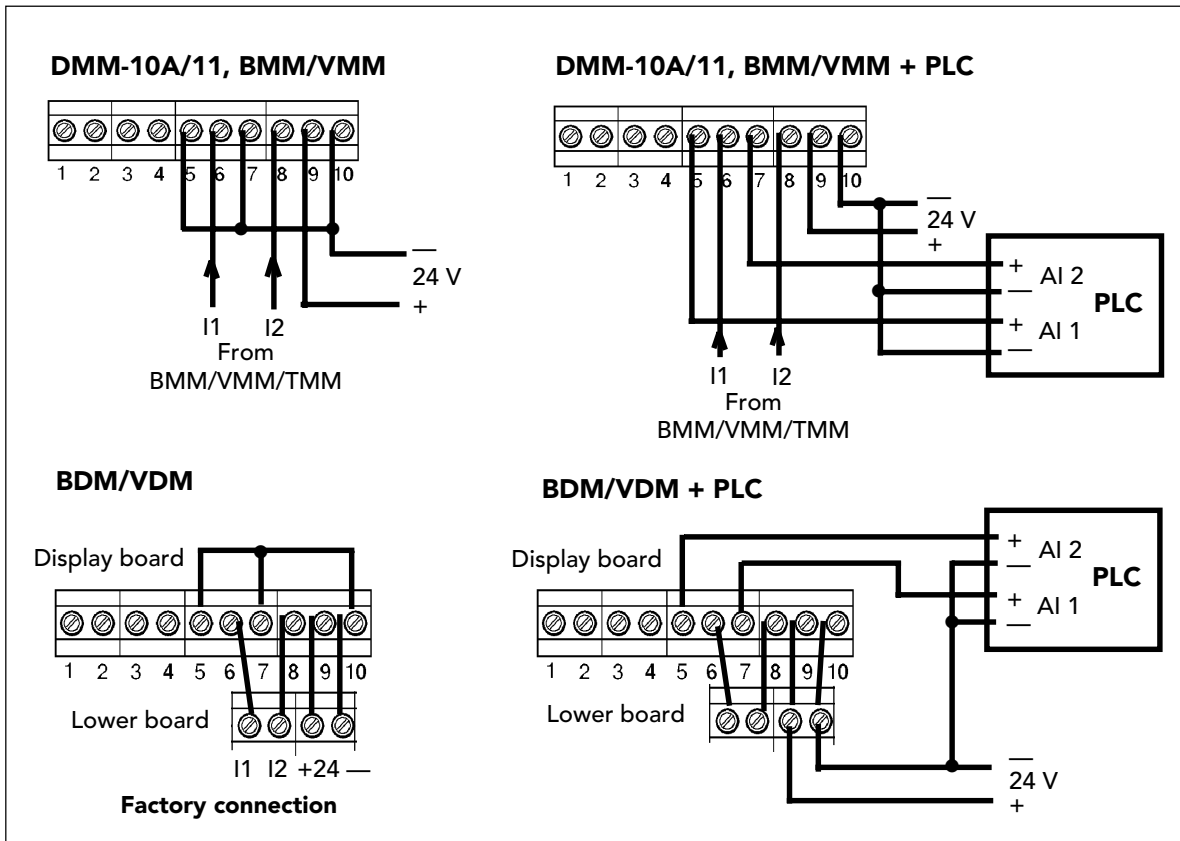 DMM-10A/11, BMM/VMM
1 2 3 4 5 6 7 8 9 10
—
24 V
+
I1 I2
From
BMM/VMM/TMM
DMM-10A/11, BMM/VMM + PLC
1 2 3 4 5 6 7 8 9 10
—
24 V
+
+ AI 2
—
PLC
+ AI 1
—
I1 I2
From
BMM/VMM/TMM
BDM/VDM
Display board
1 2 3 4 5 6 7 8 9 10
Lower board
I1 I2 +24 —
Factory connection
BDM/VDM + PLC
Display board
1 2 3 4 5 6 7 8 9 10
Lower board
+ AI 2
—
PLC
+ AI 1
—
—
24 V
+